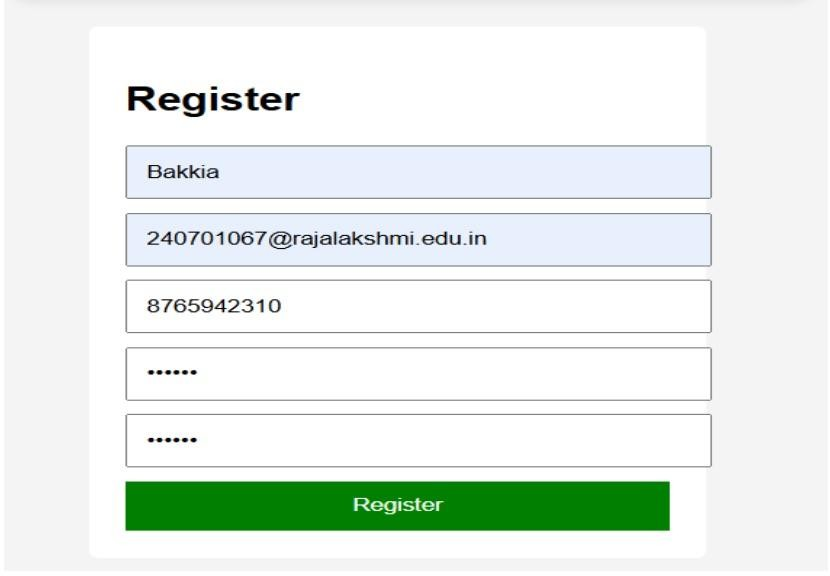 Register
Bakkia
240701067@rajalakshmi.edu.in
8765942310
••••••
••••••
Register